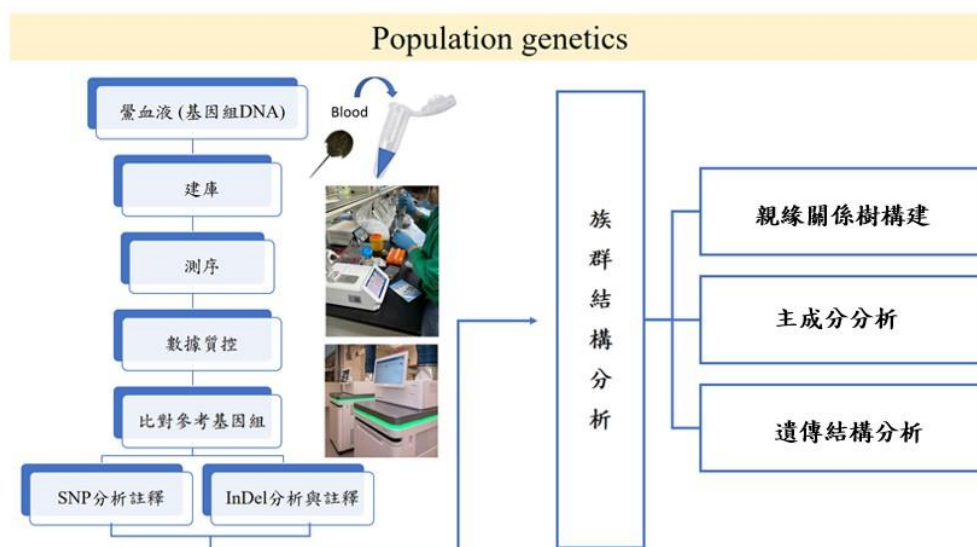 Population genetics
鱟血液 (基因組DNA)
Blood
建庫
測序
數據質控
比對參考基因組
SNP分析註釋
InDel分析與註釋
族群結構分析
親緣關係樹構建
主成分分析
遺傳結構分析